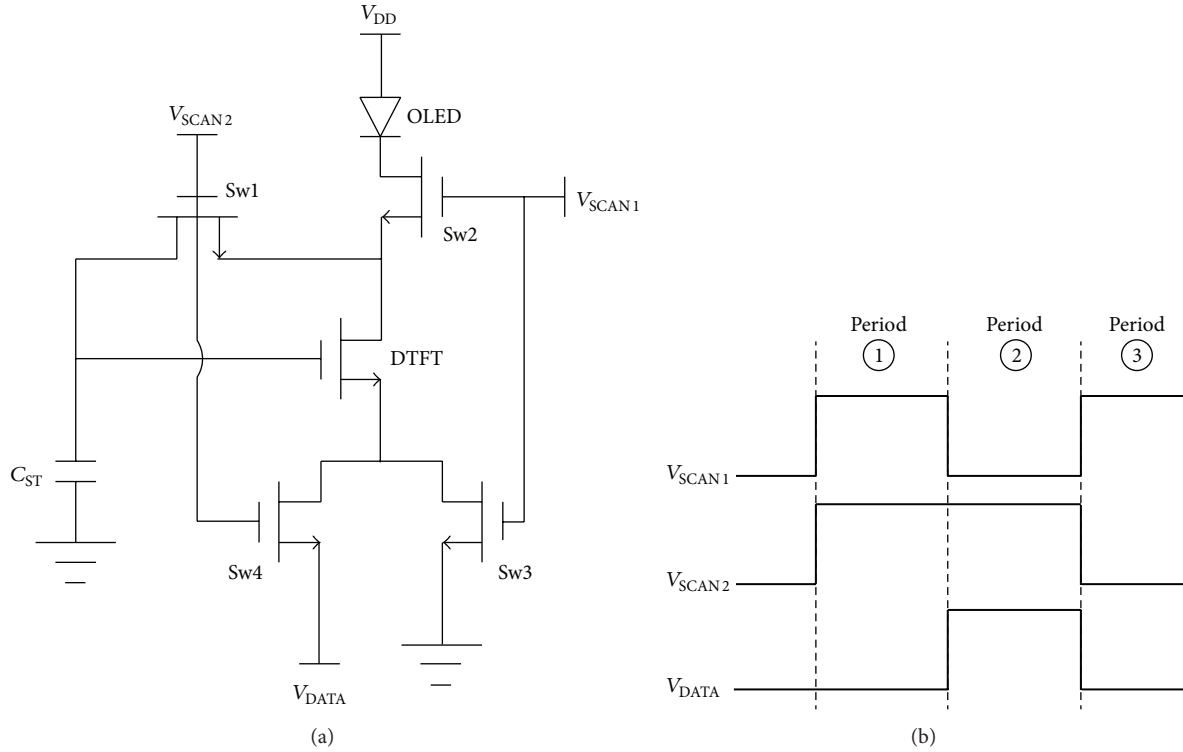 V_DD
OLED
V_SCAN 2
Sw1
V_SCAN 1
Sw2
DTFT
C_ST
Sw4
Sw3
V_DATA
(a)
Period Period Period
1 2 3
V_SCAN 1
V_SCAN 2
V_DATA
(b)